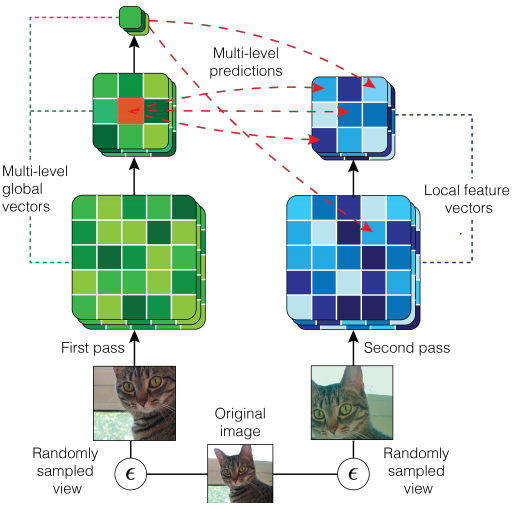 Multi-level
predictions
Multi-level
global
vectors
Local feature
vectors
First pass
Second pass
Original
image
Randomly
sampled
view
ϵ
ϵ
Randomly
sampled
view